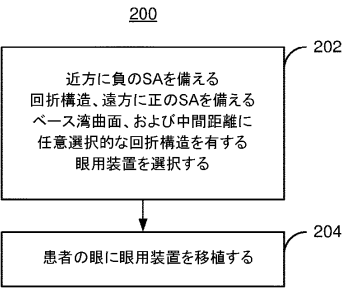 200
202
近方に負のSAを備える
回折構造、遠方に正のSAを備える
ベース湾曲面、および中間距離に
任意選択的な回折構造を有する
眼用装置を選択する
204
患者の眼に眼用装置を移植する